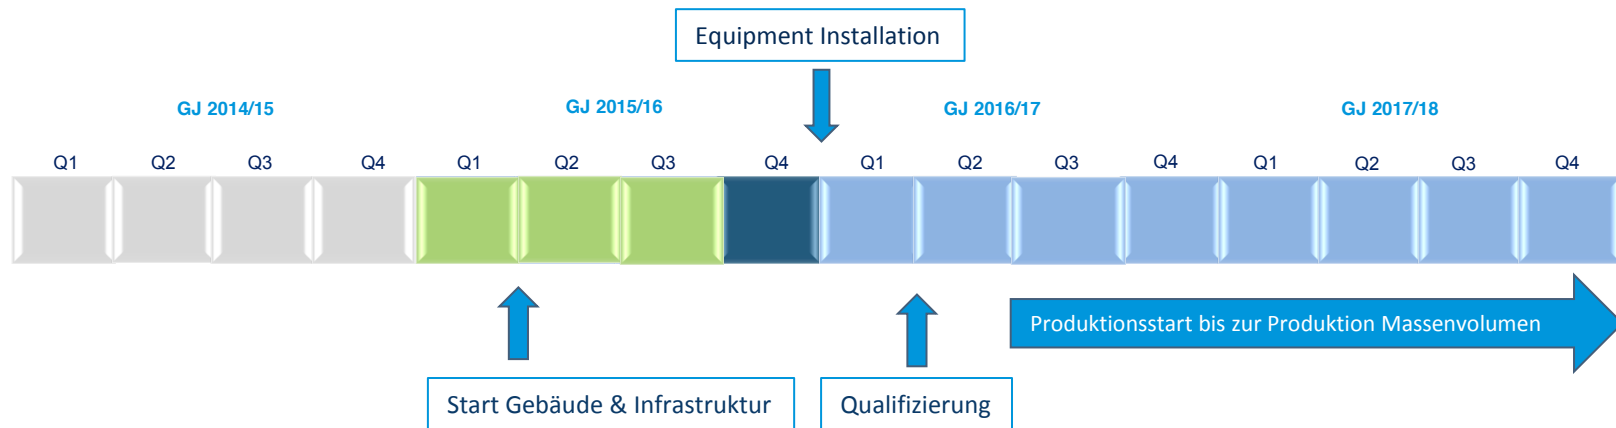 Equipment Installation
GJ 2014/15 GJ 2015/16 GJ 2016/17 GJ 2017/18
Q1 Q2 Q3 Q4 Q1 Q2 Q3 Q4 Q1 Q2 Q3 Q4 Q1 Q2 Q3 Q4
Produktionsstart bis zur Produktion Massenvolumen
Start Gebäude & Infrastruktur
Qualifizierung